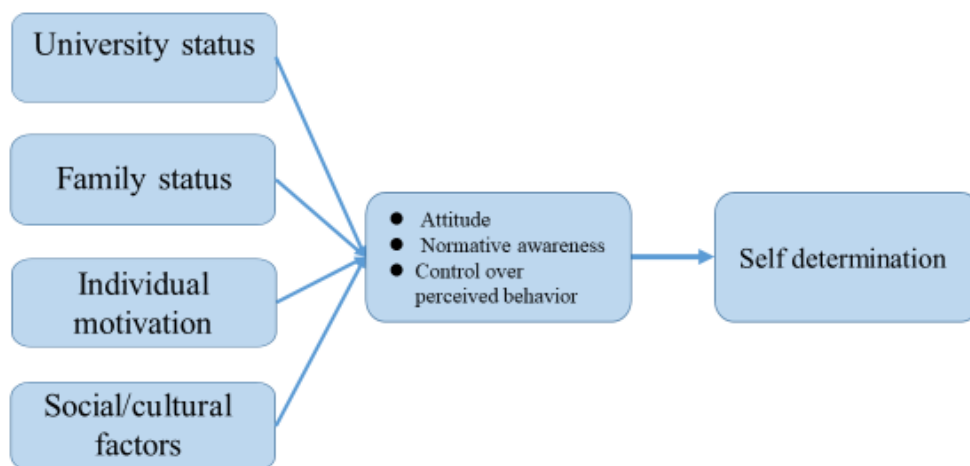 University status
Family status
Individual
motivation
Social/cultural
factors
● Attitude
● Normative awareness
● Control over
perceived behavior
Self determination